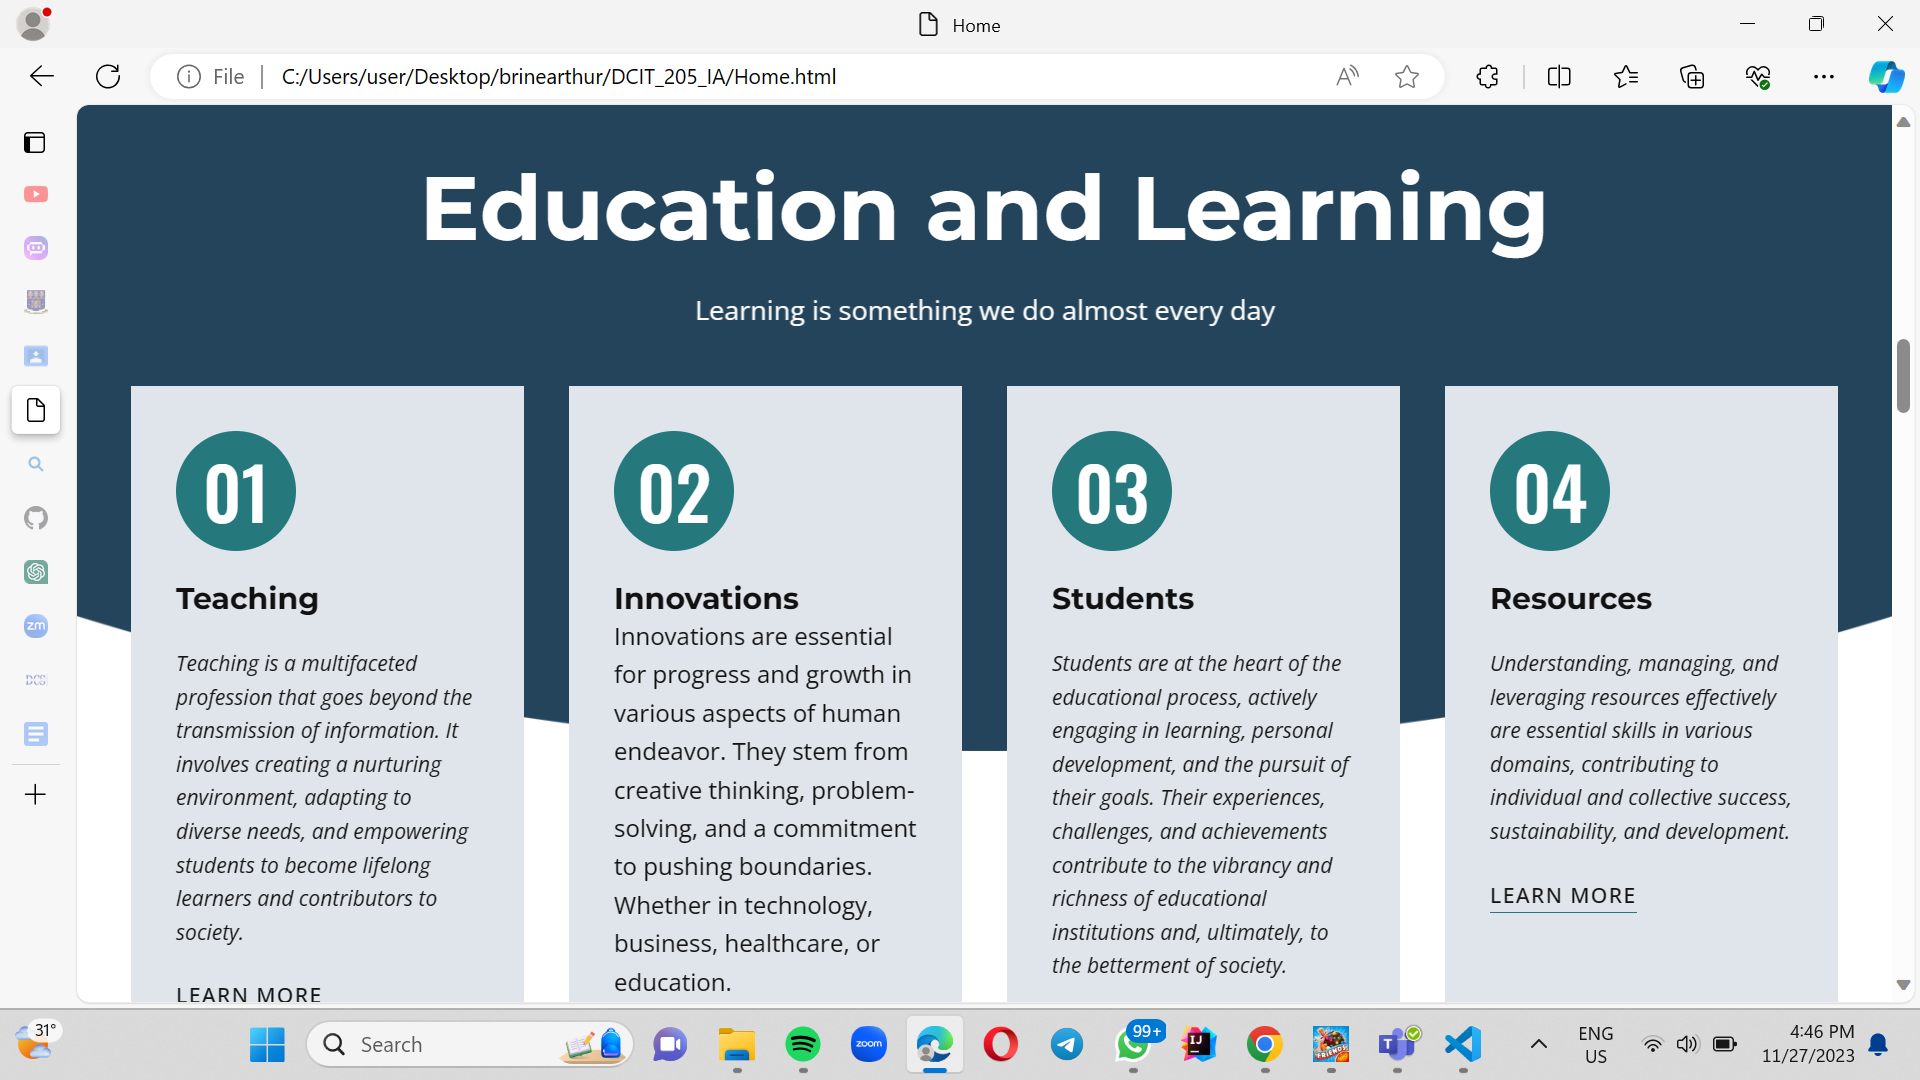 Home
File
C:/Users/user/Desktop/brinearthur/DCIT_205_IA/Home.html
Education and Learning
Learning is something we do almost every day
01
Teaching
Teaching is a multifaceted
profession that goes beyond the
transmission of information. It
involves creating a nurturing
environment, adapting to
diverse needs, and empowering
students to become lifelong
learners and contributors to
society.
LEARN MORE
02
Innovations
Innovations are essential
for progress and growth in
various aspects of human
endeavor. They stem from
creative thinking, problem-
solving, and a commitment
to pushing boundaries.
Whether in technology,
business, healthcare, or
education.
03
Students
Students are at the heart of the
educational process, actively
engaging in learning, personal
development, and the pursuit of
their goals. Their experiences,
challenges, and achievements
contribute to the vibrancy and
richness of educational
institutions and, ultimately, to
the betterment of society.
04
Resources
Understanding, managing, and
leveraging resources effectively
are essential skills in various
domains, contributing to
individual and collective success,
sustainability, and development.
LEARN MORE
zm
DCS
31°
Search
zoom
99+
IJ
FRIENDS
T
ENG
US
4:46 PM
11/27/2023